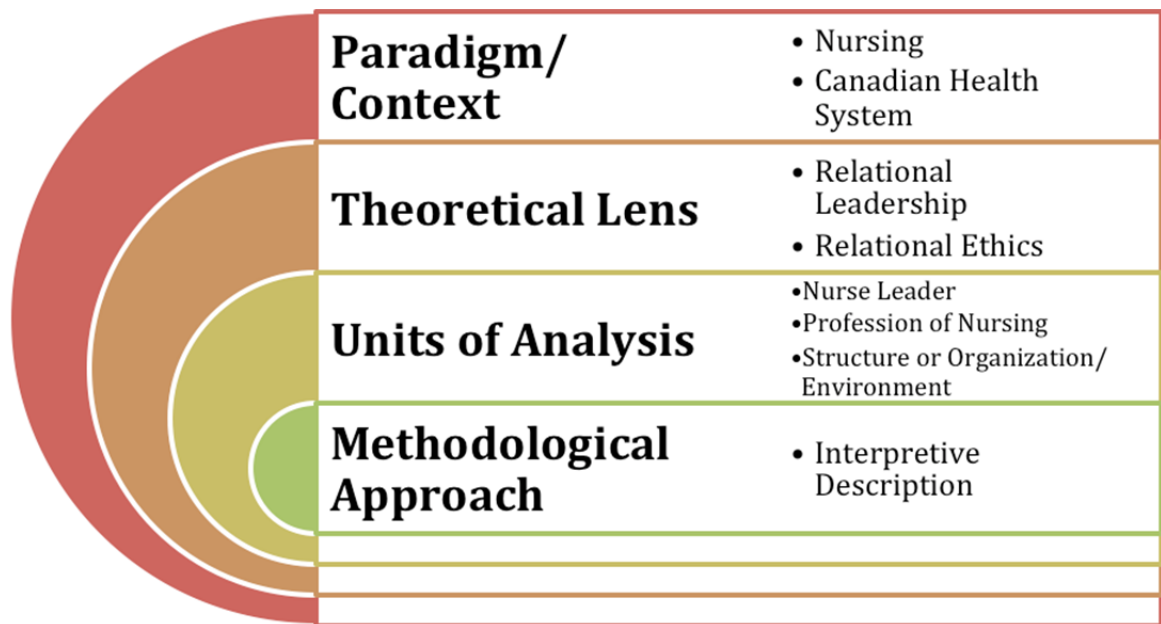 Paradigm/
Context
• Nursing
• Canadian Health
System
Theoretical Lens
• Relational
Leadership
• Relational Ethics
Units of Analysis
•Nurse Leader
•Profession of Nursing
•Structure or Organization/
Environment
Methodological
Approach
• Interpretive
Description